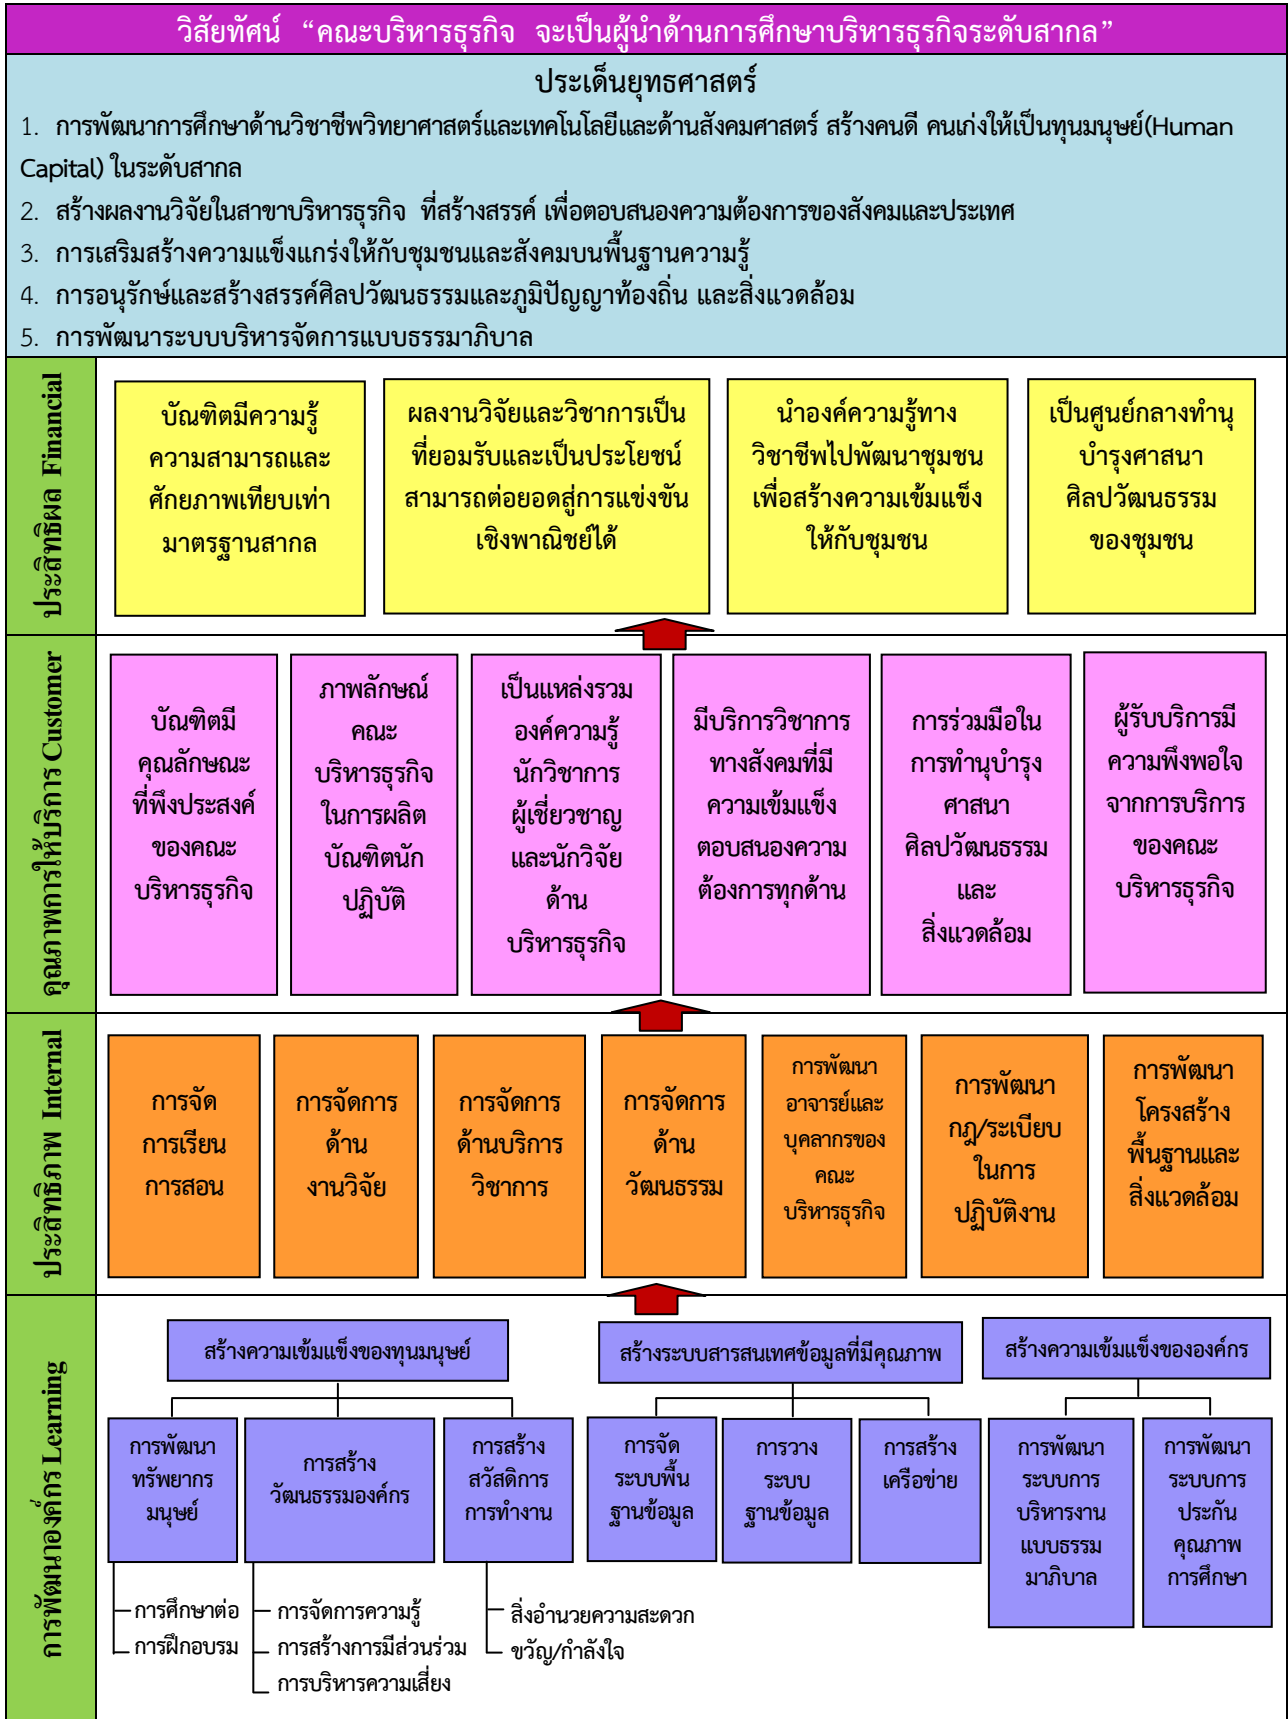 วิสัยทัศน์ “คณะบริหารธุรกิจ จะเป็นผู้นำด้านการศึกษาบริหารธุรกิจระดับสากล”
ประเด็นยุทธศาสตร์
1. การพัฒนาการศึกษาด้านวิชาชีพวิทยาศาสตร์และเทคโนโลยีและด้านสังคมศาสตร์ สร้างคนดี คนเก่งให้เป็นทุนมนุษย์(Human
Capital) ในระดับสากล
2. สร้างผลงานวิจัยในสาขาบริหารธุรกิจ ที่สร้างสรรค์ เพื่อตอบสนองความต้องการของสังคมและประเทศ
3. การเสริมสร้างความแข็งแกร่งให้กับชุมชนและสังคมบนพื้นฐานความรู้
4. การอนุรักษ์และสร้างสรรค์ศิลปวัฒนธรรมและภูมิปัญญาท้องถิ่น และสิ่งแวดล้อม
5. การพัฒนาระบบบริหารจัดการแบบธรรมาภิบาล
ประสิทธิผล Financial
บัณฑิตมีความรู้
ความสามารถและ
ศักยภาพเทียบเท่า
มาตรฐานสากล
ผลงานวิจัยและวิชาการเป็น
ที่ยอมรับและเป็นประโยชน์
สามารถต่อยอดสู่การแข่งขัน
เชิงพาณิชย์ได้
นำองค์ความรู้ทาง
วิชาชีพไปพัฒนาชุมชน
เพื่อสร้างความเข้มแข็ง
ให้กับชุมชน
เป็นศูนย์กลางทำนุ
บำรุงศาสนา
ศิลปวัฒนธรรม
ของชุมชน
คุณภาพการให้บริการ Customer
บัณฑิตมี
คุณลักษณะ
ที่พึงประสงค์
ของคณะ
บริหารธุรกิจ
ภาพลักษณ์
คณะ
บริหารธุรกิจ
ในการผลิต
บัณฑิตนัก
ปฏิบัติ
เป็นแหล่งรวม
องค์ความรู้
นักวิชาการ
ผู้เชี่ยวชาญ
และนักวิจัย
ด้าน
บริหารธุรกิจ
มีบริการวิชาการ
ทางสังคมที่มี
ความเข้มแข็ง
ตอบสนองความ
ต้องการทุกด้าน
การร่วมมือใน
การทำนุบำรุง
ศาสนา
ศิลปวัฒนธรรม
และ
สิ่งแวดล้อม
ผู้รับบริการมี
ความพึงพอใจ
จากการบริการ
ของคณะ
บริหารธุรกิจ
ประสิทธิภาพ Internal
การจัด
การเรียน
การสอน
การจัดการ
ด้าน
งานวิจัย
การจัดการ
ด้านบริการ
วิชาการ
การจัดการ
ด้าน
วัฒนธรรม
การพัฒนา
อาจารย์และ
บุคลากรของ
คณะ
บริหารธุรกิจ
การพัฒนา
กฎ/ระเบียบ
ในการ
ปฏิบัติงาน
การพัฒนา
โครงสร้าง
พื้นฐานและ
สิ่งแวดล้อม
การพัฒนาองค์กร Learning
สร้างความเข้มแข็งของทุนมนุษย์
การพัฒนา
ทรัพยากร
มนุษย์
การศึกษาต่อ
การฝึกอบรม
การสร้าง
วัฒนธรรมองค์กร
การจัดการความรู้
การสร้างการมีส่วนร่วม
การบริหารความเสี่ยง
การสร้าง
สวัสดิการ
การทำงาน
สิ่งอำนวยความสะดวก
ขวัญ/กำลังใจ
สร้างระบบสารสนเทศข้อมูลที่มีคุณภาพ
การจัด
ระบบพื้น
ฐานข้อมูล
การวาง
ระบบ
ฐานข้อมูล
การสร้าง
เครือข่าย
สร้างความเข้มแข็งขององค์กร
การพัฒนา
ระบบการ
บริหารงาน
แบบธรรม
มาภิบาล
การพัฒนา
ระบบการ
ประกัน
คุณภาพ
การศึกษา